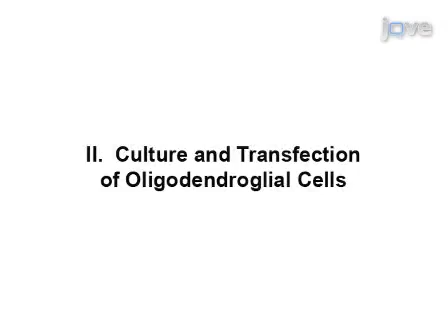 jove
II. Culture and Transfection
of Oligodendroglial Cells